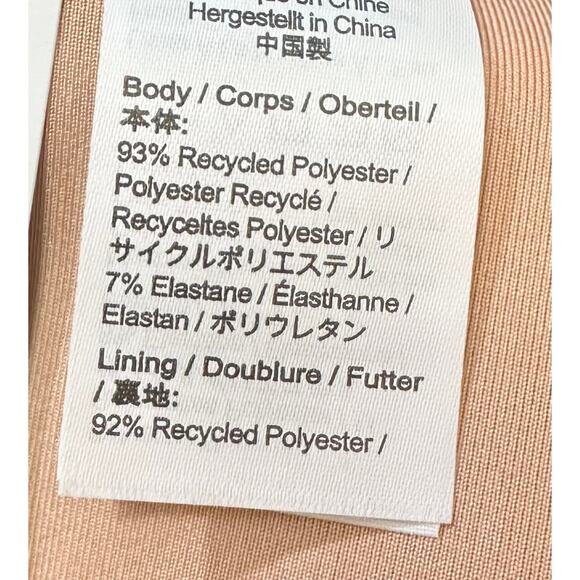 en Chine
Hergestellt in China
中国製
Body / Corps / Oberteil /
本体:
93% Recycled Polyester /
Polyester Recyclé /
Recyceltes Polyester / リ
サイクルポリエステル
7% Elastane / Élasthanne /
Elastan / ポリウレタン
Lining / Doublure / Futter
/ 裏地:
92% Recycled Polyester /